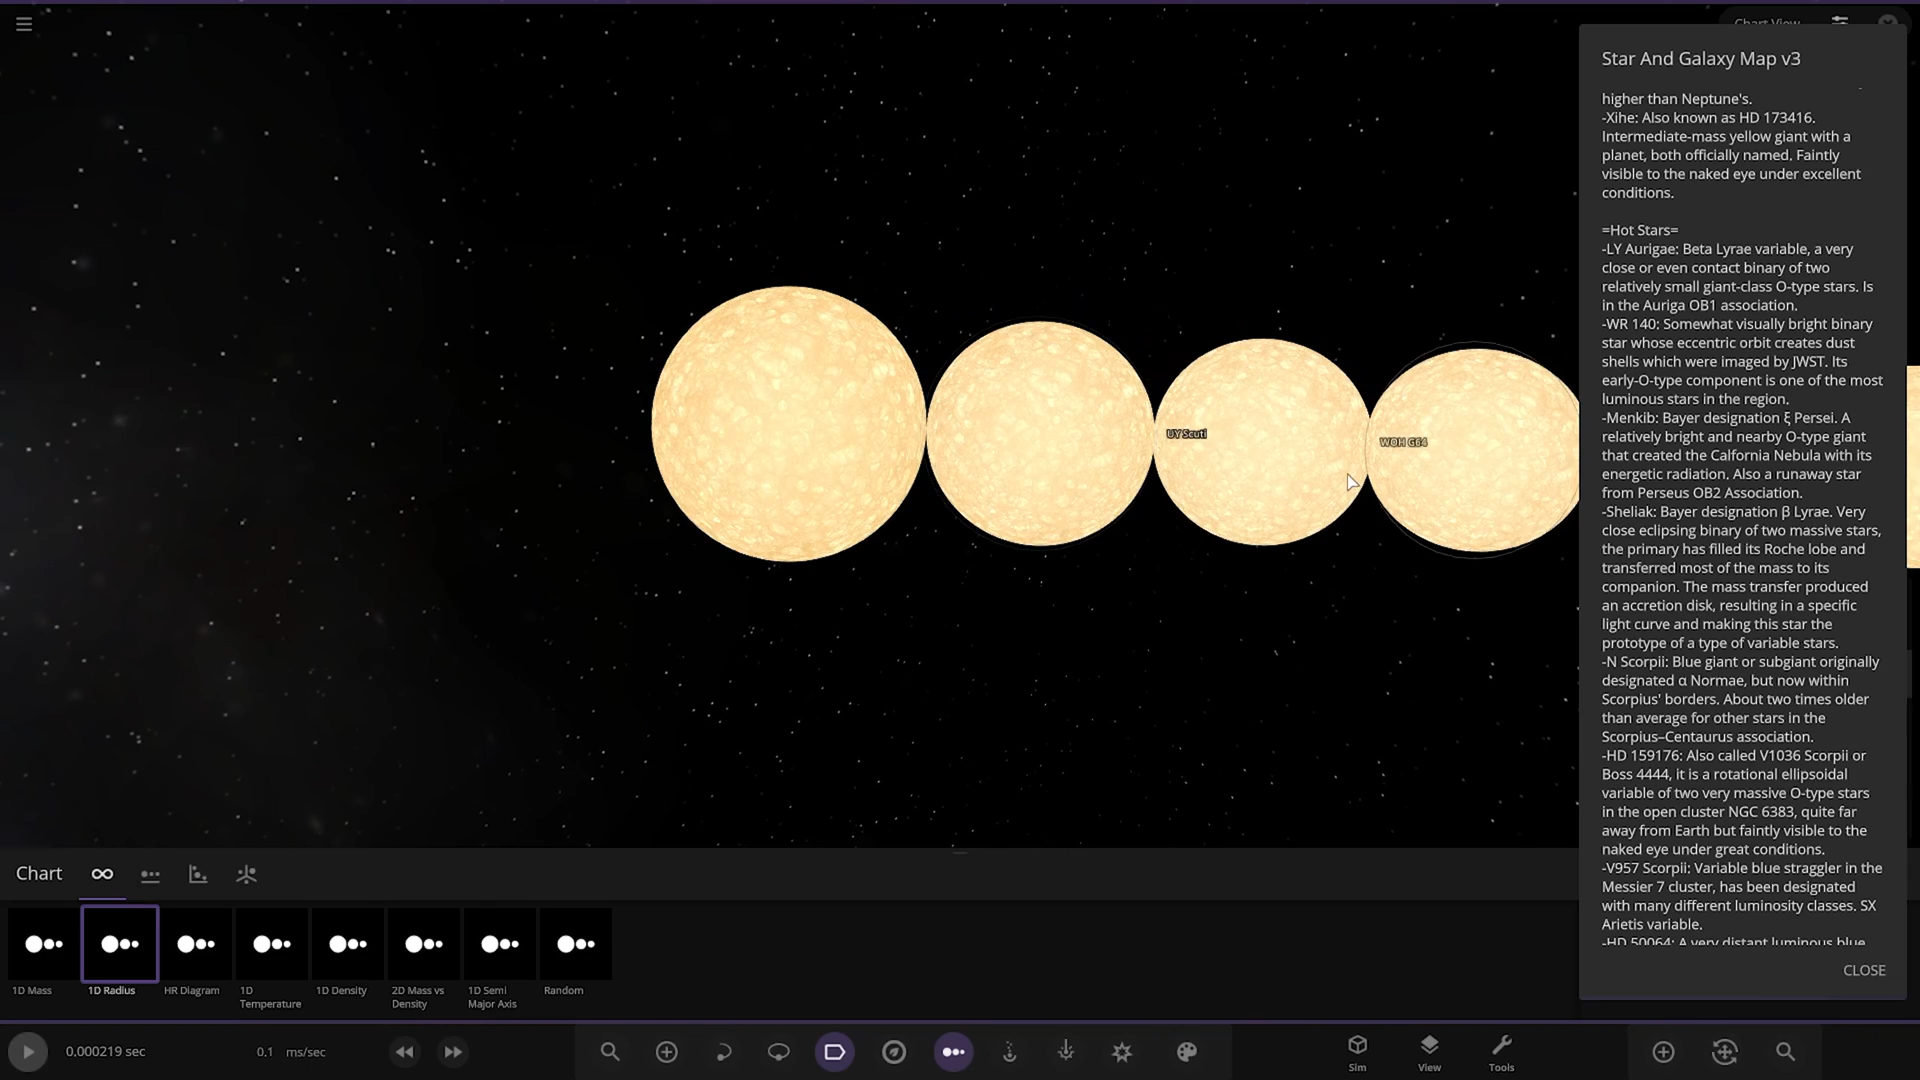 Chart View
Star And Galaxy Map v3
higher than Neptune's.
-Xihe: Also known as HD 173416.
Intermediate-mass yellow giant with a
planet, both officially named. Faintly
visible to the naked eye under excellent
conditions.
=Hot Stars=
-LY Aurigae: Beta Lyrae variable, a very
close or even contact binary of two
relatively small giant-class O-type stars. Is
in the Auriga OB1 association.
-WR 140: Somewhat visually bright binary
star whose eccentric orbit creates dust
shells which were imaged by JWST. Its
early-O-type component is one of the most
luminous stars in the region.
-Menkib: Bayer designation ξ Persei. A
relatively bright and nearby O-type giant
that created the Calfornia Nebula with its
energetic radiation. Also a runaway star
from Perseus OB2 Association.
-Sheliak: Bayer designation β Lyrae. Very
close eclipsing binary of two massive stars,
the primary has filled its Roche lobe and
transferred most of the mass to its
companion. The mass transfer produced
an accretion disk, resulting in a specific
light curve and making this star the
prototype of a type of variable stars.
-N Scorpii: Blue giant or subgiant originally
designated α Normae, but now within
Scorpius' borders. About two times older
than average for other stars in the
Scorpius–Centaurus association.
-HD 159176: Also called V1036 Scorpii or
Boss 4444, it is a rotational ellipsoidal
variable of two very massive O-type stars
in the open cluster NGC 6383, quite far
away from Earth but faintly visible to the
naked eye under great conditions.
-V957 Scorpii: Variable blue straggler in the
Messier 7 cluster, has been designated
with many different luminosity classes. SX
Arietis variable.
-HD 50064: A very distant luminous blue
CLOSE
UY Scuti
WOH G64
Chart
1D Mass
1D Radius
HR Diagram
1D
Temperature
1D Density
2D Mass vs
Density
1D Semi
Major Axis
Random
0.000219 sec
0.1 ms/sec
Sim
View
Tools